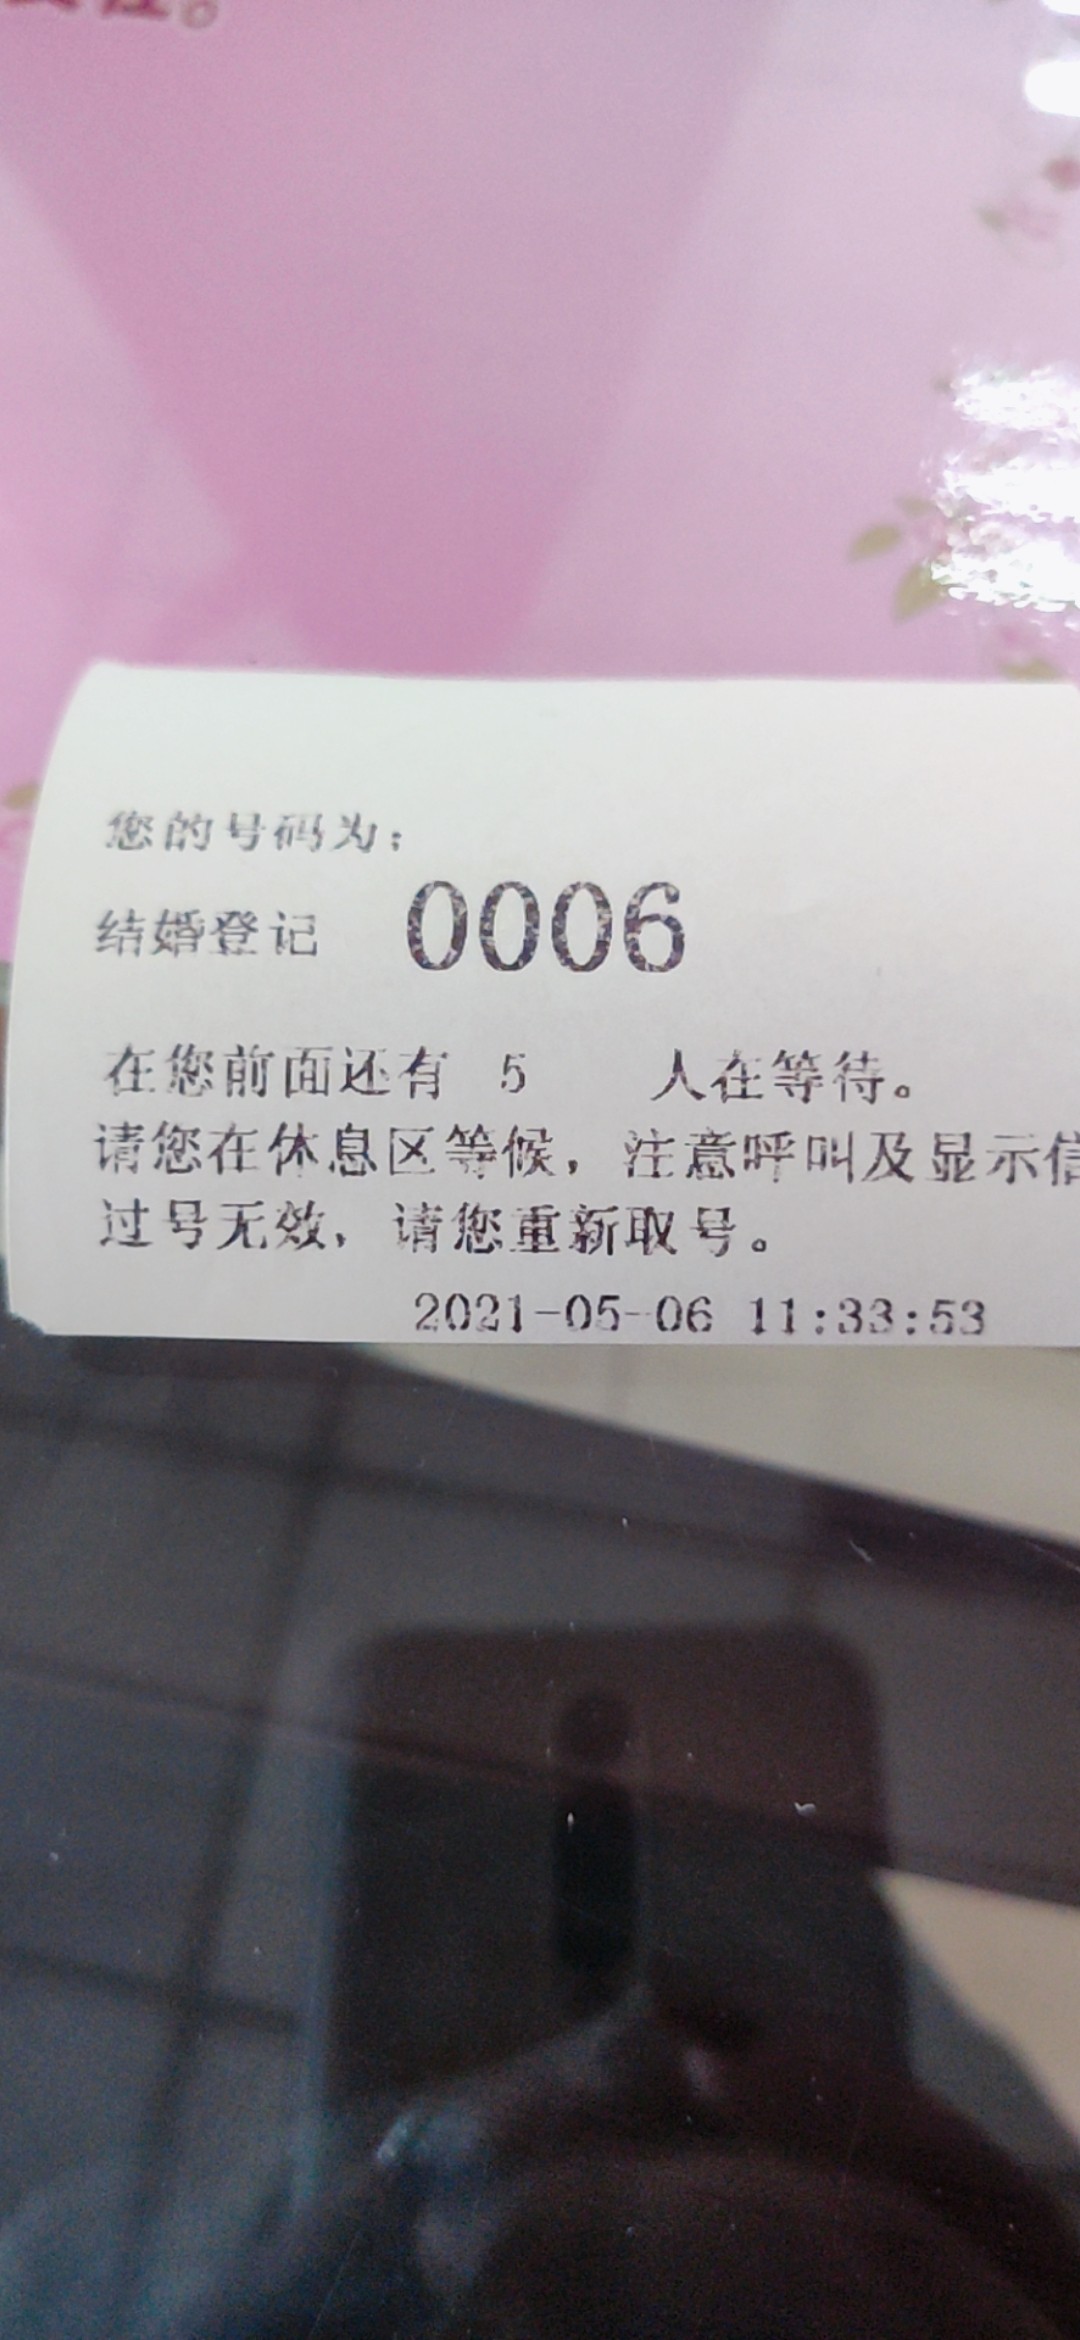 您的号码为：
结婚登记 0006
在您前面还有 5 人在等待。
请您在休息区等候，注意呼叫及显示信
过号无效，请您重新取号。
2021-05-06 11:33:53